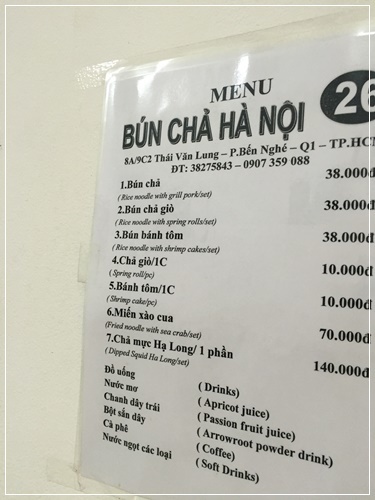 MENU
BÚN CHẢ HÀ NỘI 26
8A/9C2 Thái Văn Lung – P.Bến Nghé – Q1 – TP.HCM
ĐT: 38275843 – 0907 359 088
1.Bún chả 38.000đ
( Rice noodle with grill pork/set)
2.Bún chả giò 38.000đ
( Rice noodle with spring rolls/set)
3.Bún bánh tôm 38.000đ
( Rice noodle with shrimp cakes/set)
4.Chả giò/1C 10.000đ
( Spring roll/pc)
5.Bánh tôm/1C 10.000đ
( Shrimp cake/pc)
6.Miến xào cua 70.000đ
(Fried noodle with sea crab/set)
7.Chả mực Hạ Long/ 1 phần 140.000đ
( Dipped Squid Ha Long/set)
Đồ uống ( Drinks)
Nước mơ ( Apricot juice)
Chanh dây trái ( Passion fruit juice)
Bột sắn dây ( Arrowroot powder drink)
Cà phê ( Coffee)
Nước ngọt các loại ( Soft Drinks)